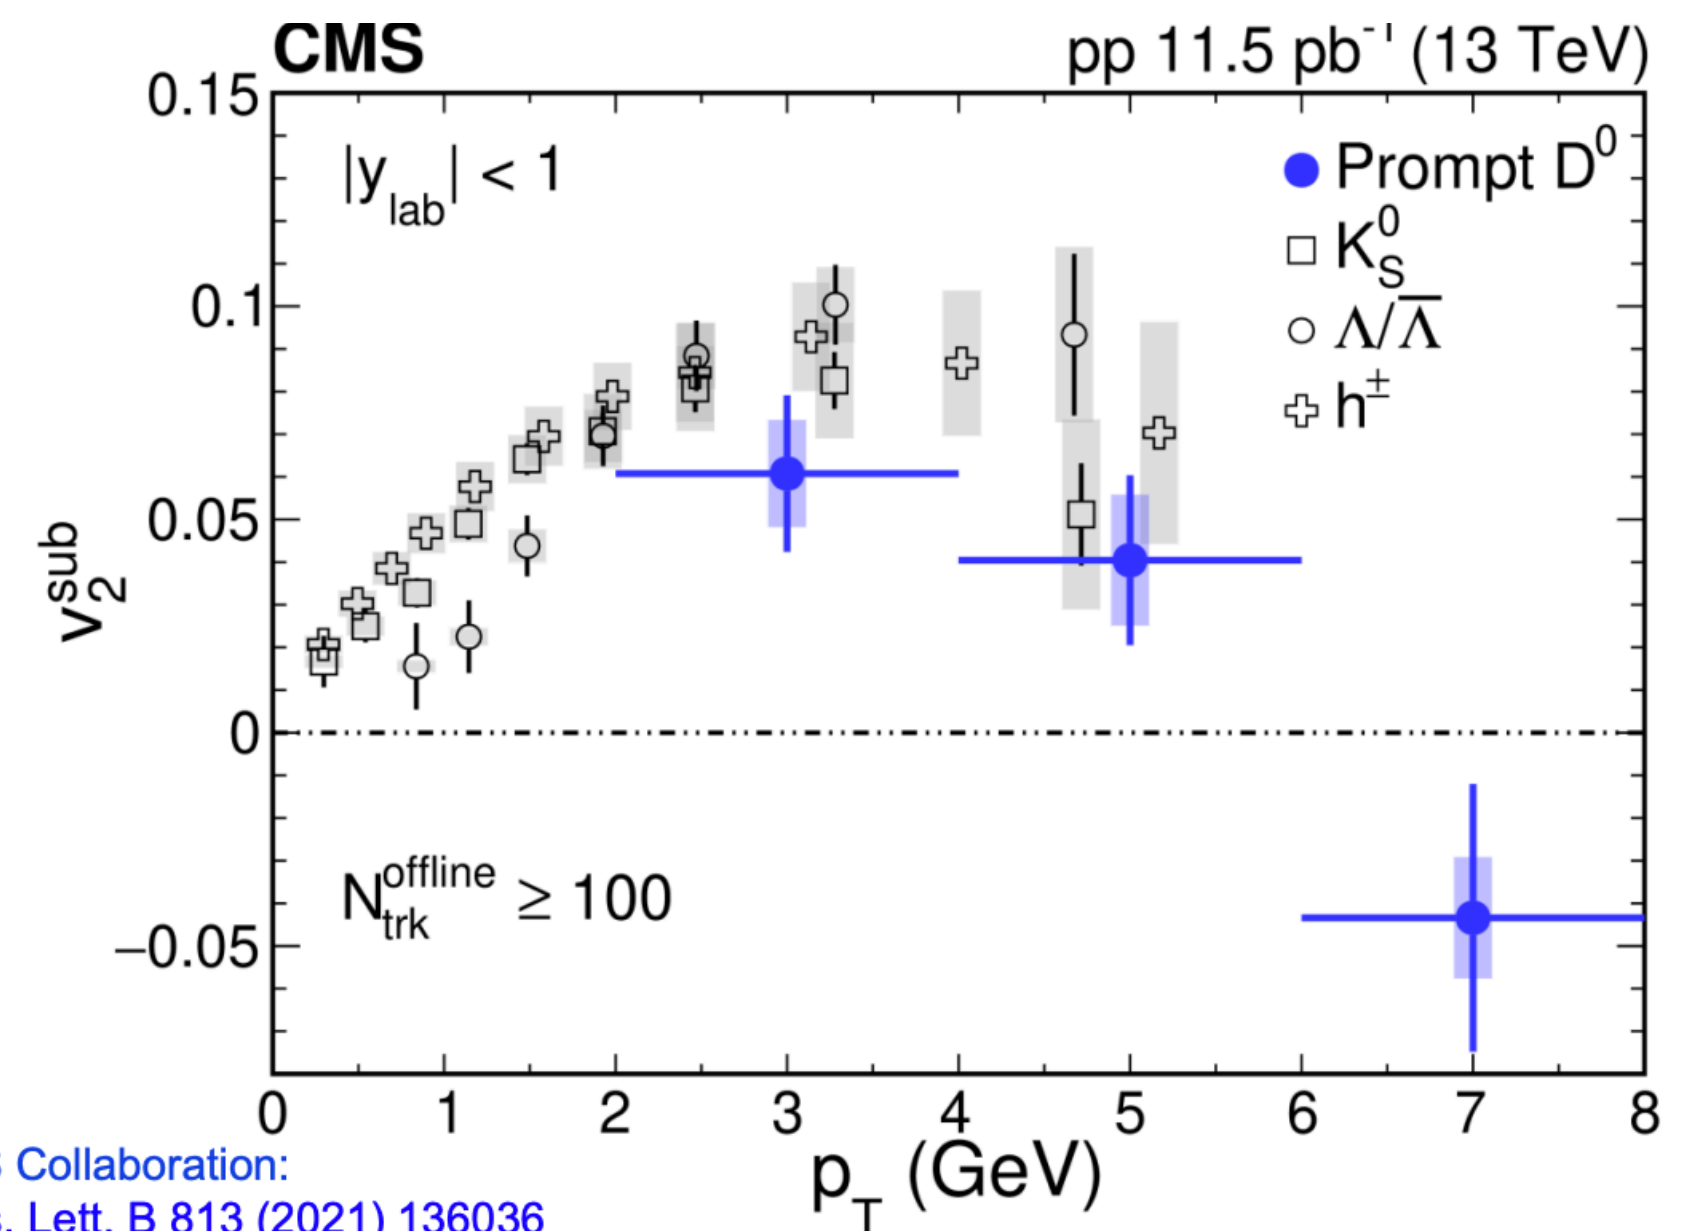 CMS
pp 11.5 pb⁻¹ (13 TeV)
|y_lab| < 1
Prompt D⁰
K⁰_S
Λ/Λ̅
h±
N_trk^offline ≥ 100
v₂^sub
0.15
0.1
0.05
0
−0.05
0 1 2 3 4 5 6 7 8
p_T (GeV)
Collaboration:
Lett. B 813 (2021) 136036